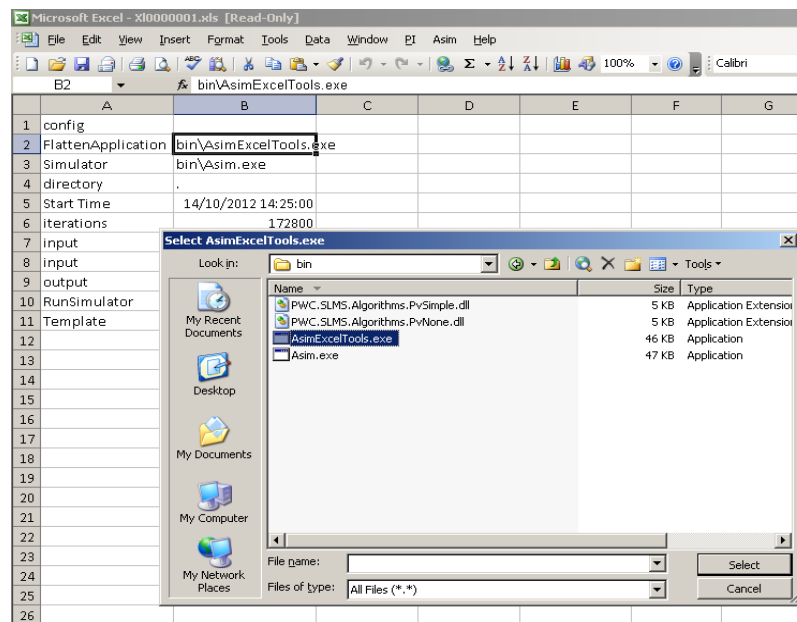 Microsoft Excel - Xl0000001.xls [Read-Only]
File Edit View Insert Format Tools Data Window PI Asim Help
100% Calibri
B2 fx bin\AsimExcelTools.exe
A B C D E F G
1 config
2 FlattenApplication bin\AsimExcelTools.exe
3 Simulator bin\Asim.exe
4 directory .
5 Start Time 14/10/2012 14:25:00
6 iterations 172800
7 input
8 input
9 output
10 RunSimulator
11 Template
12
13
14
15
16
17
18
19
20
21
22
23
24
25
26
Select AsimExcelTools.exe
Look in: bin Tools
Name Size Type
PWC.SLMS.Algorithms.PvSimple.dll 5 KB Application Extension
PWC.SLMS.Algorithms.PvNone.dll 5 KB Application Extension
AsimExcelTools.exe 46 KB Application
Asim.exe 47 KB Application
My Recent
Documents
Desktop
My Documents
My Computer
My Network
Places
File name: Select
Files of type: All Files (*.*) Cancel